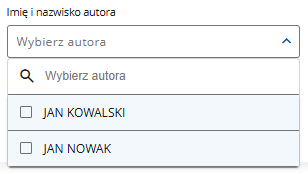 Imię i nazwisko autora
Wybierz autora
Wybierz autora
JAN KOWALSKI
JAN NOWAK